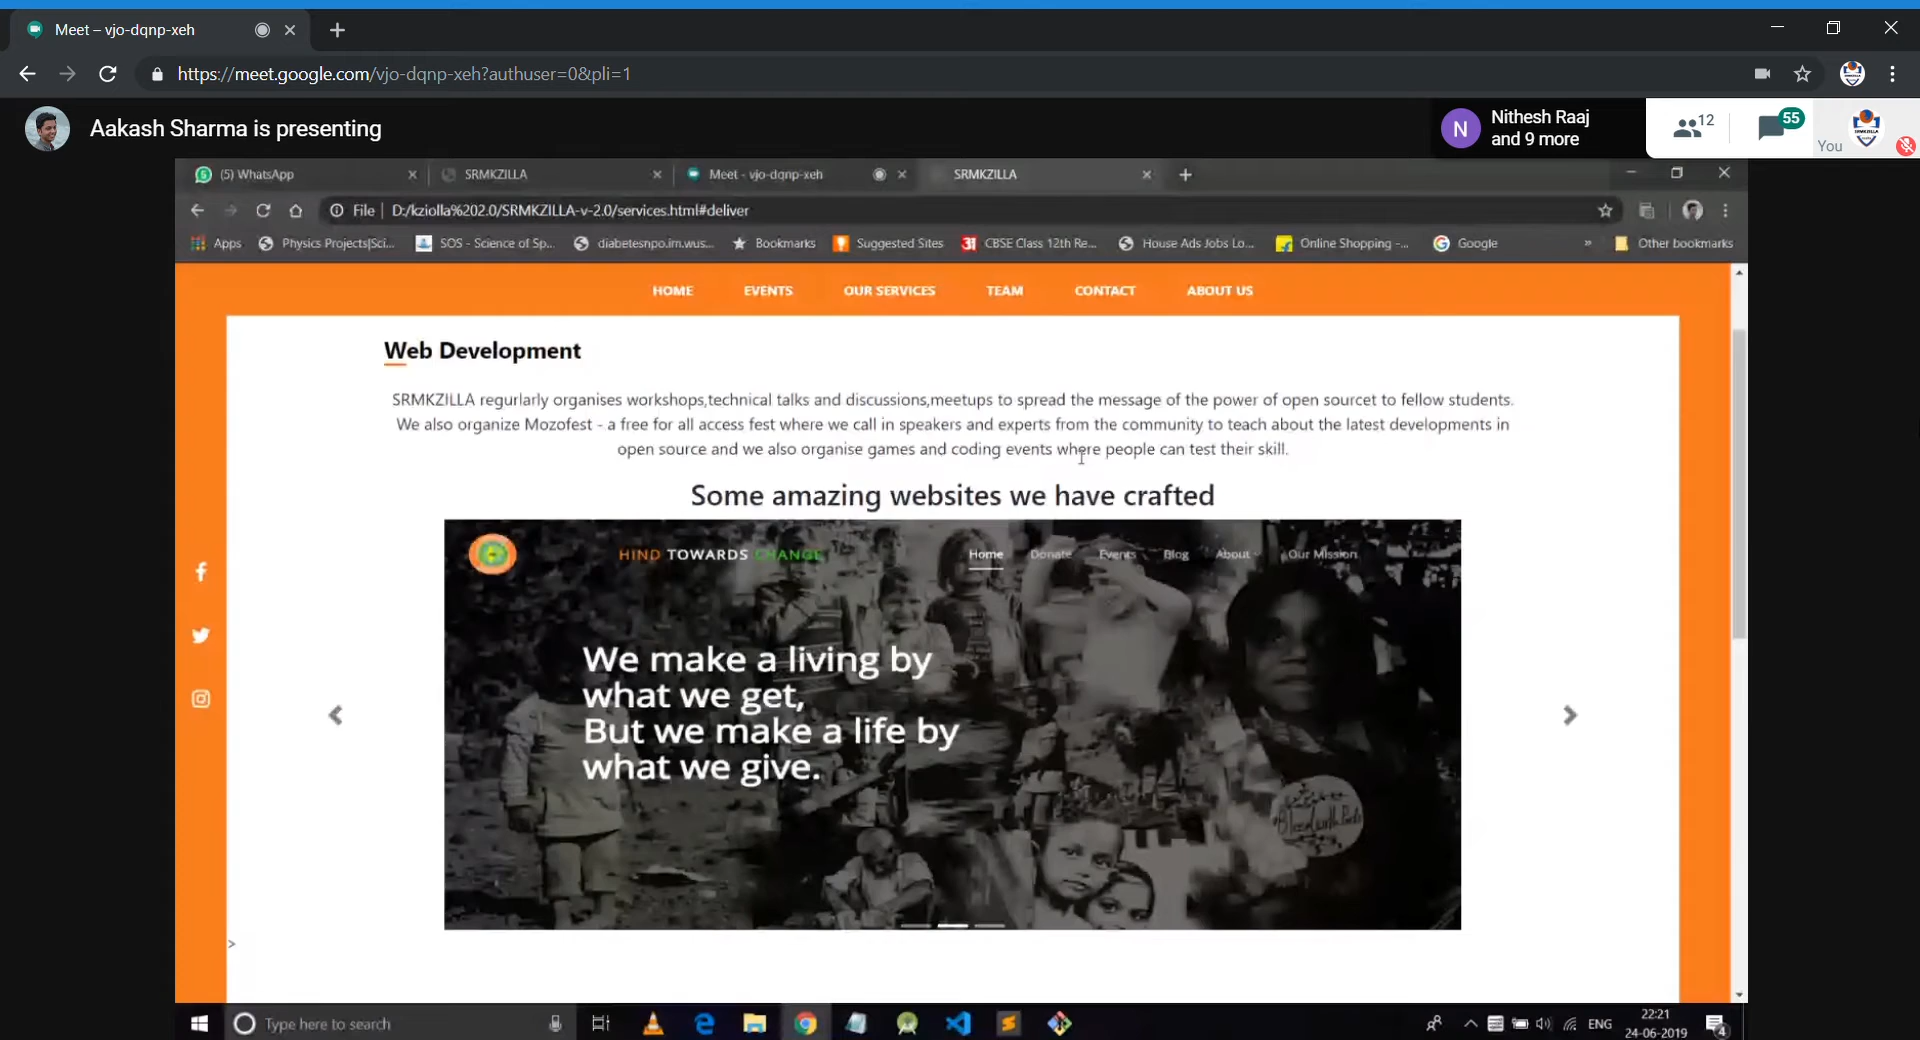 Meet – vjo-dqnp-xeh
https://meet.google.com/vjo-dqnp-xeh?authuser=0&pli=1
Aakash Sharma is presenting
N
Nithesh Raaj
and 9 more
12
55
You
(5) WhatsApp
SRMKZILLA
Meet - vjo-dqnp-xeh
SRMKZILLA
File | D:/kziolla%202.0/SRMKZILLA-v-2.0/services.html#deliver
Apps
Physics Projects|Sci...
SOS - Science of Sp...
diabetesnpo.im.wus...
Bookmarks
Suggested Sites
31
CBSE Class 12th Re...
House Ads Jobs Lo...
Online Shopping -...
Google
»
Other bookmarks
HOME
EVENTS
OUR SERVICES
TEAM
CONTACT
ABOUT US
Web Development
SRMKZILLA regurlarly organises workshops,technical talks and discussions,meetups to spread the message of the power of open sourcet to fellow students.
We also organize Mozofest - a free for all access fest where we call in speakers and experts from the community to teach about the latest developments in
open source and we also organise games and coding events where people can test their skill.
Some amazing websites we have crafted
HIND TOWARDS CHANGE
Home
Donate
Events
Blog
About
Our Mission
We make a living by
what we get,
But we make a life by
what we give.
>
Type here to search
ENG
22:21
24-06-2019
4